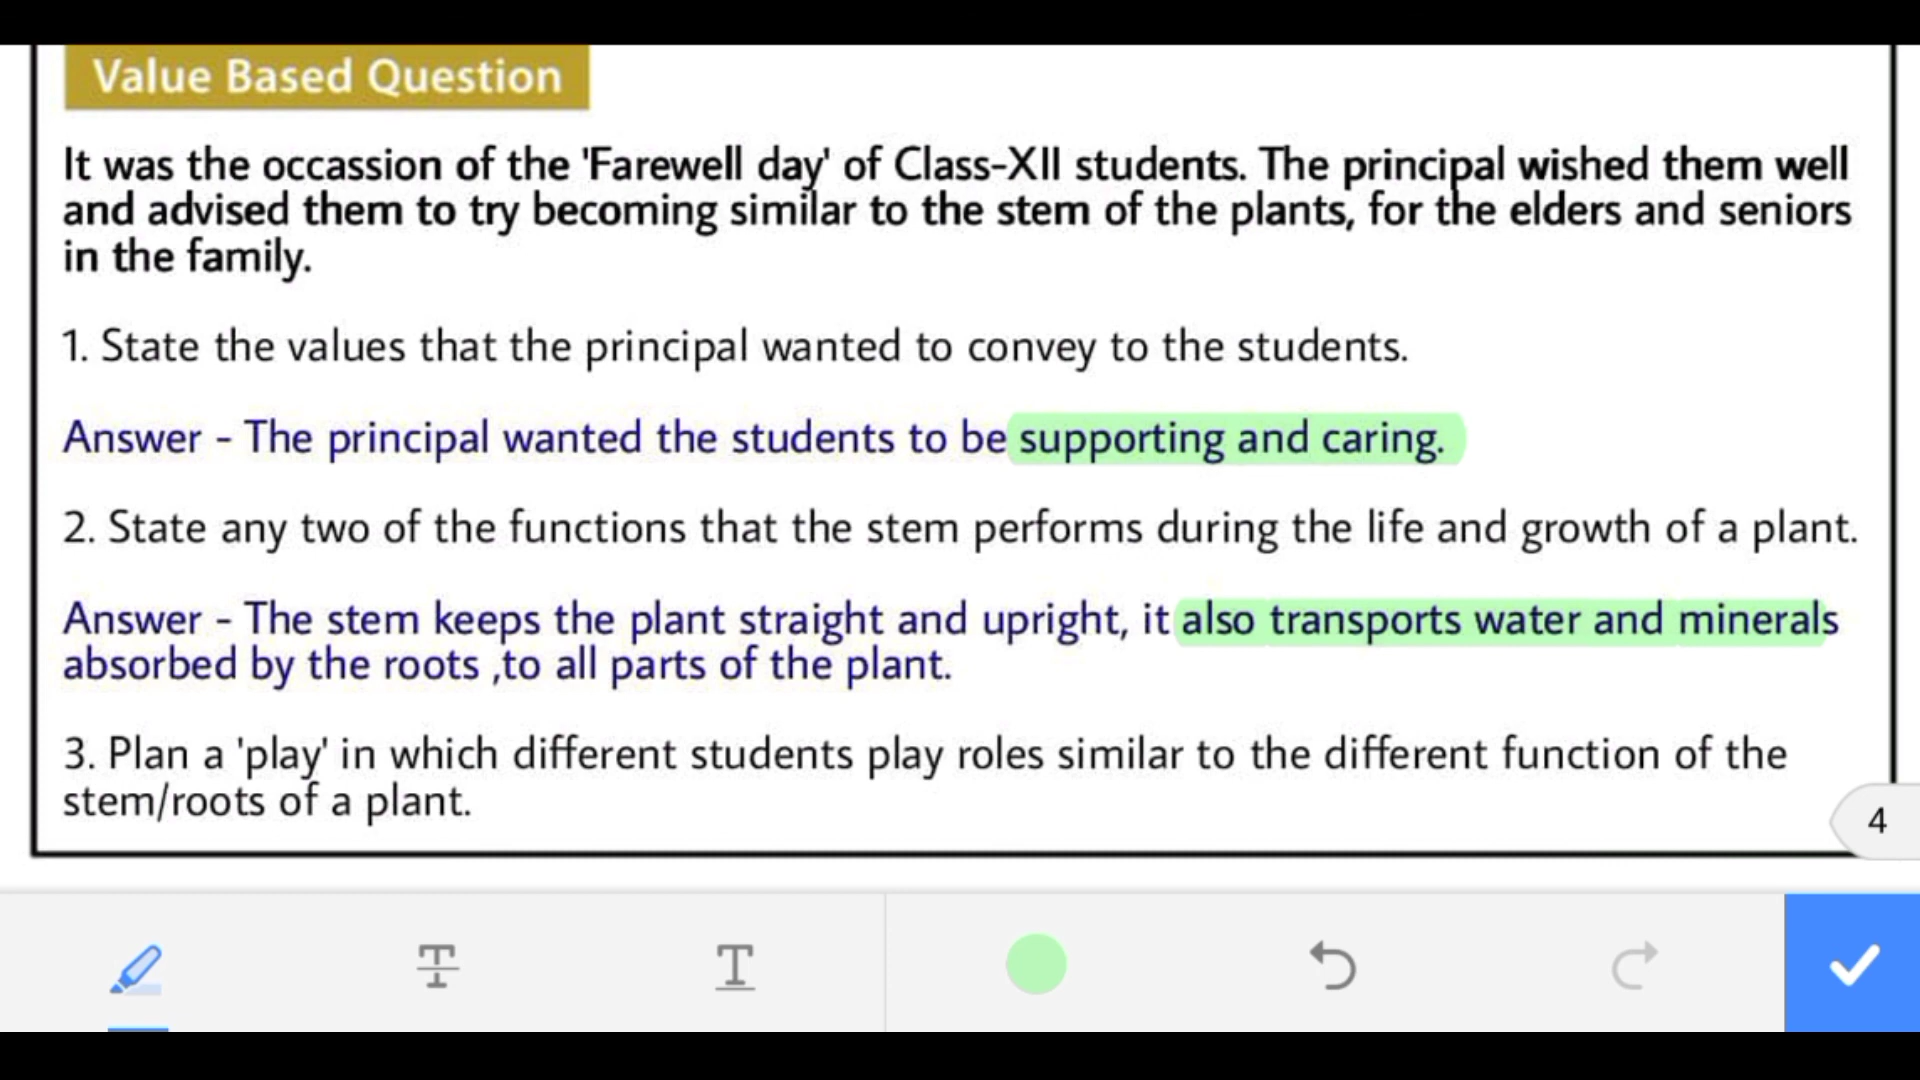 Value Based Question
It was the occassion of the 'Farewell day' of Class-XII students. The principal wished them well
and advised them to try becoming similar to the stem of the plants, for the elders and seniors
in the family.
1. State the values that the principal wanted to convey to the students.
Answer - The principal wanted the students to be supporting and caring.
2. State any two of the functions that the stem performs during the life and growth of a plant.
Answer - The stem keeps the plant straight and upright, it also transports water and minerals
absorbed by the roots ,to all parts of the plant.
3. Plan a 'play' in which different students play roles similar to the different function of the
stem/roots of a plant.
4